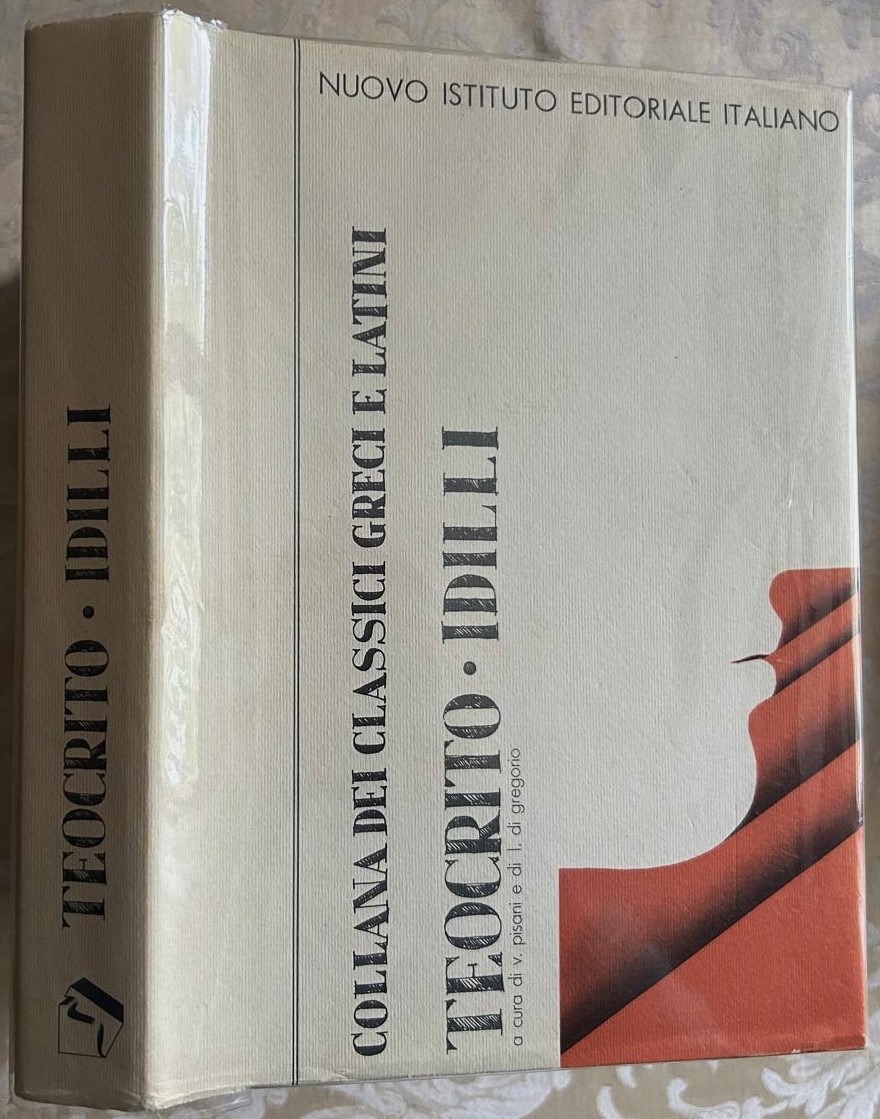 TEOCRITO • IDILLI
NUOVO ISTITUTO EDITORIALE ITALIANO
COLLANA DEI CLASSICI GRECI E LATINI
TEOCRITO • IDILLI
a cura di v. pisani e di l. di gregorio